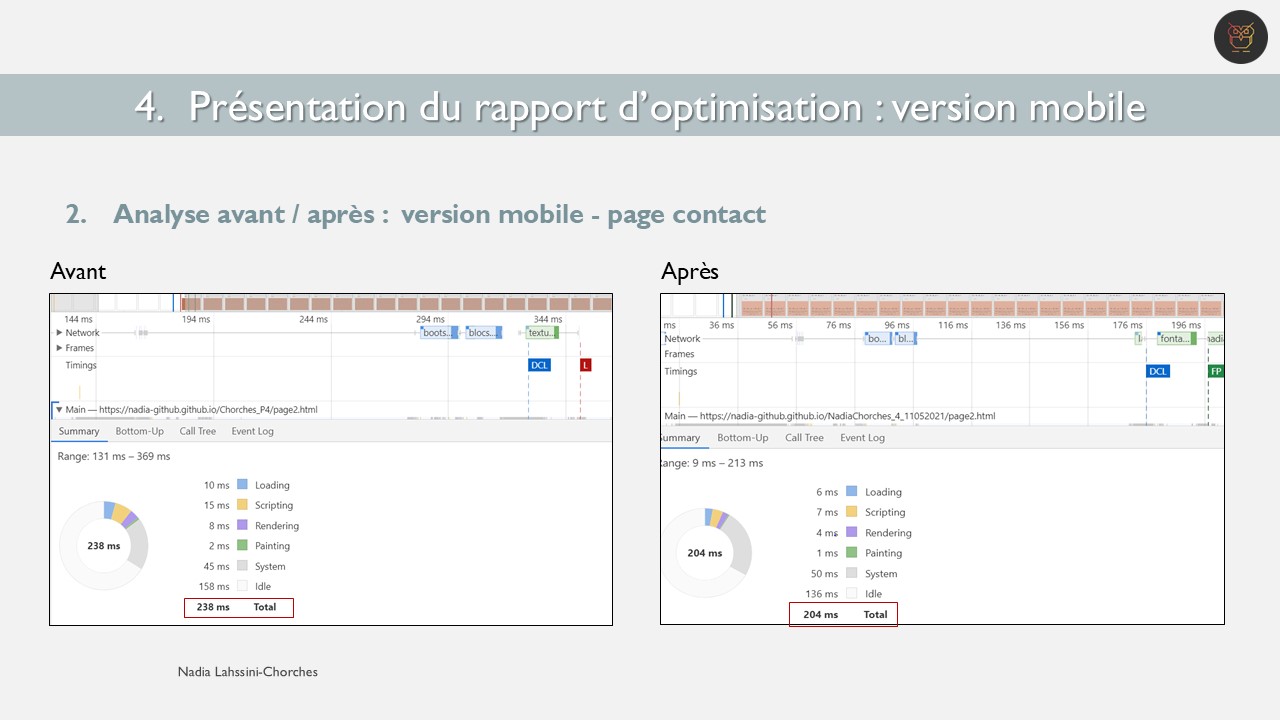 4. Présentation du rapport d’optimisation : version mobile
2. Analyse avant / après : version mobile - page contact
Avant
144 ms 194 ms 244 ms 294 ms 344 ms
Network boots... blocs... textu...
Frames
Timings DCL L
Main — https://nadia-github.github.io/Chorches_P4/page2.html
Summary Bottom-Up Call Tree Event Log
Range: 131 ms – 369 ms
238 ms
10 ms Loading
15 ms Scripting
8 ms Rendering
2 ms Painting
45 ms System
158 ms Idle
238 ms Total
Après
ms 36 ms 56 ms 76 ms 96 ms 116 ms 136 ms 156 ms 176 ms 196 ms
Network bo... bl... fonta... nadi
Frames
Timings DCL FP
Main — https://nadia-github.github.io/NadiaChorches_4_11052021/page2.html
Summary Bottom-Up Call Tree Event Log
Range: 9 ms – 213 ms
204 ms
6 ms Loading
7 ms Scripting
4 ms Rendering
1 ms Painting
50 ms System
136 ms Idle
204 ms Total
Nadia Lahssini-Chorches